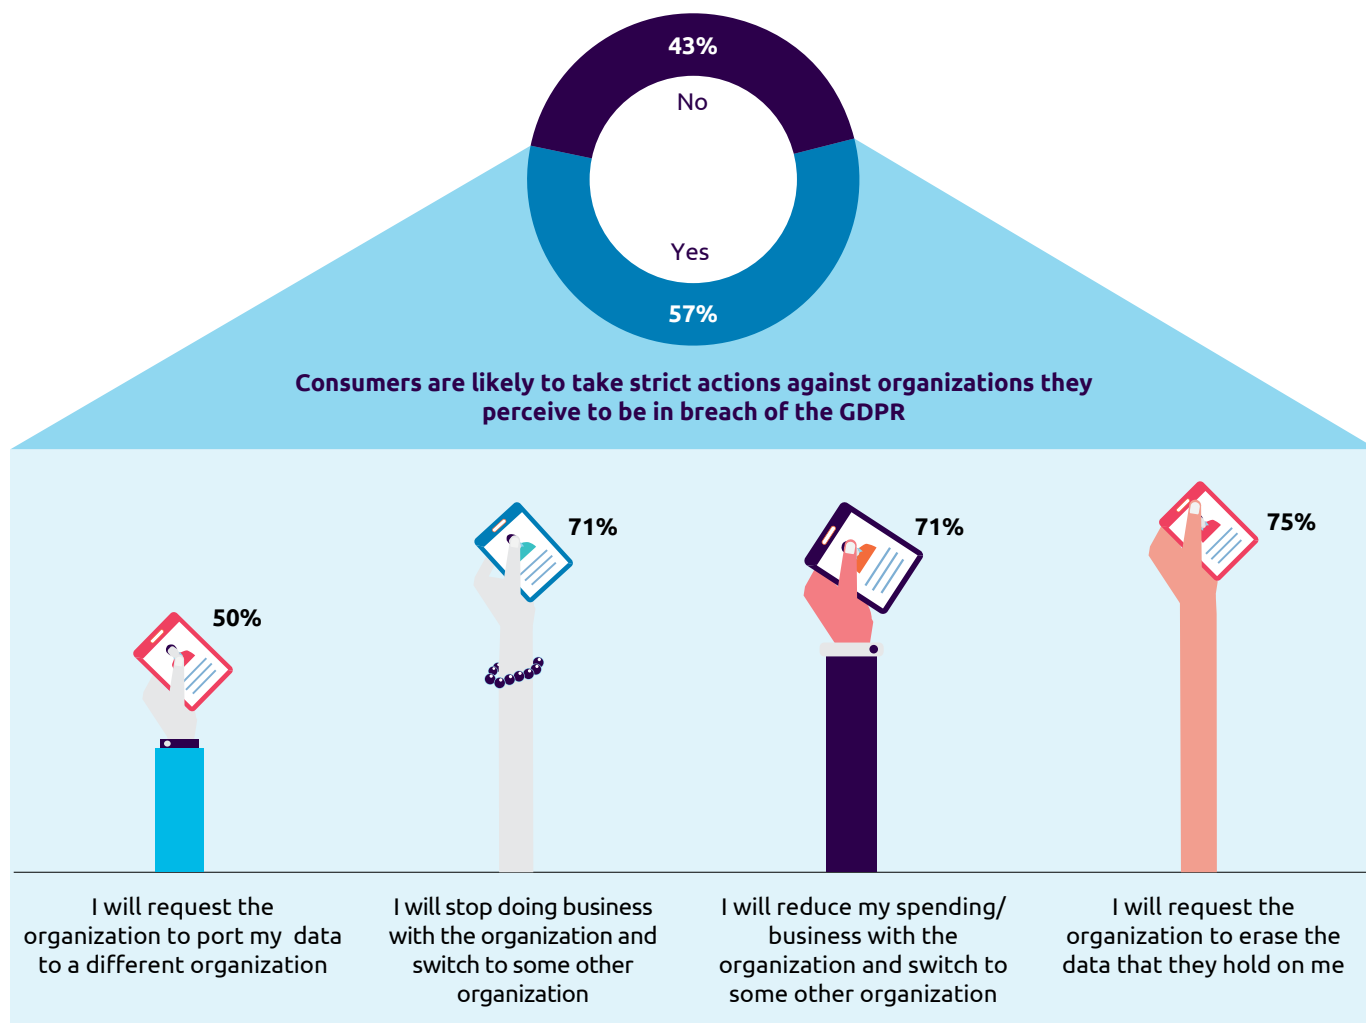 43%
No
Yes
57%
Consumers are likely to take strict actions against organizations they
perceive to be in breach of the GDPR
50%
71%
71%
75%
I will request the
organization to port my data
to a different organization
I will stop doing business
with the organization and
switch to some other
organization
I will reduce my spending/
business with the
organization and switch to
some other organization
I will request the
organization to erase the
data that they hold on me